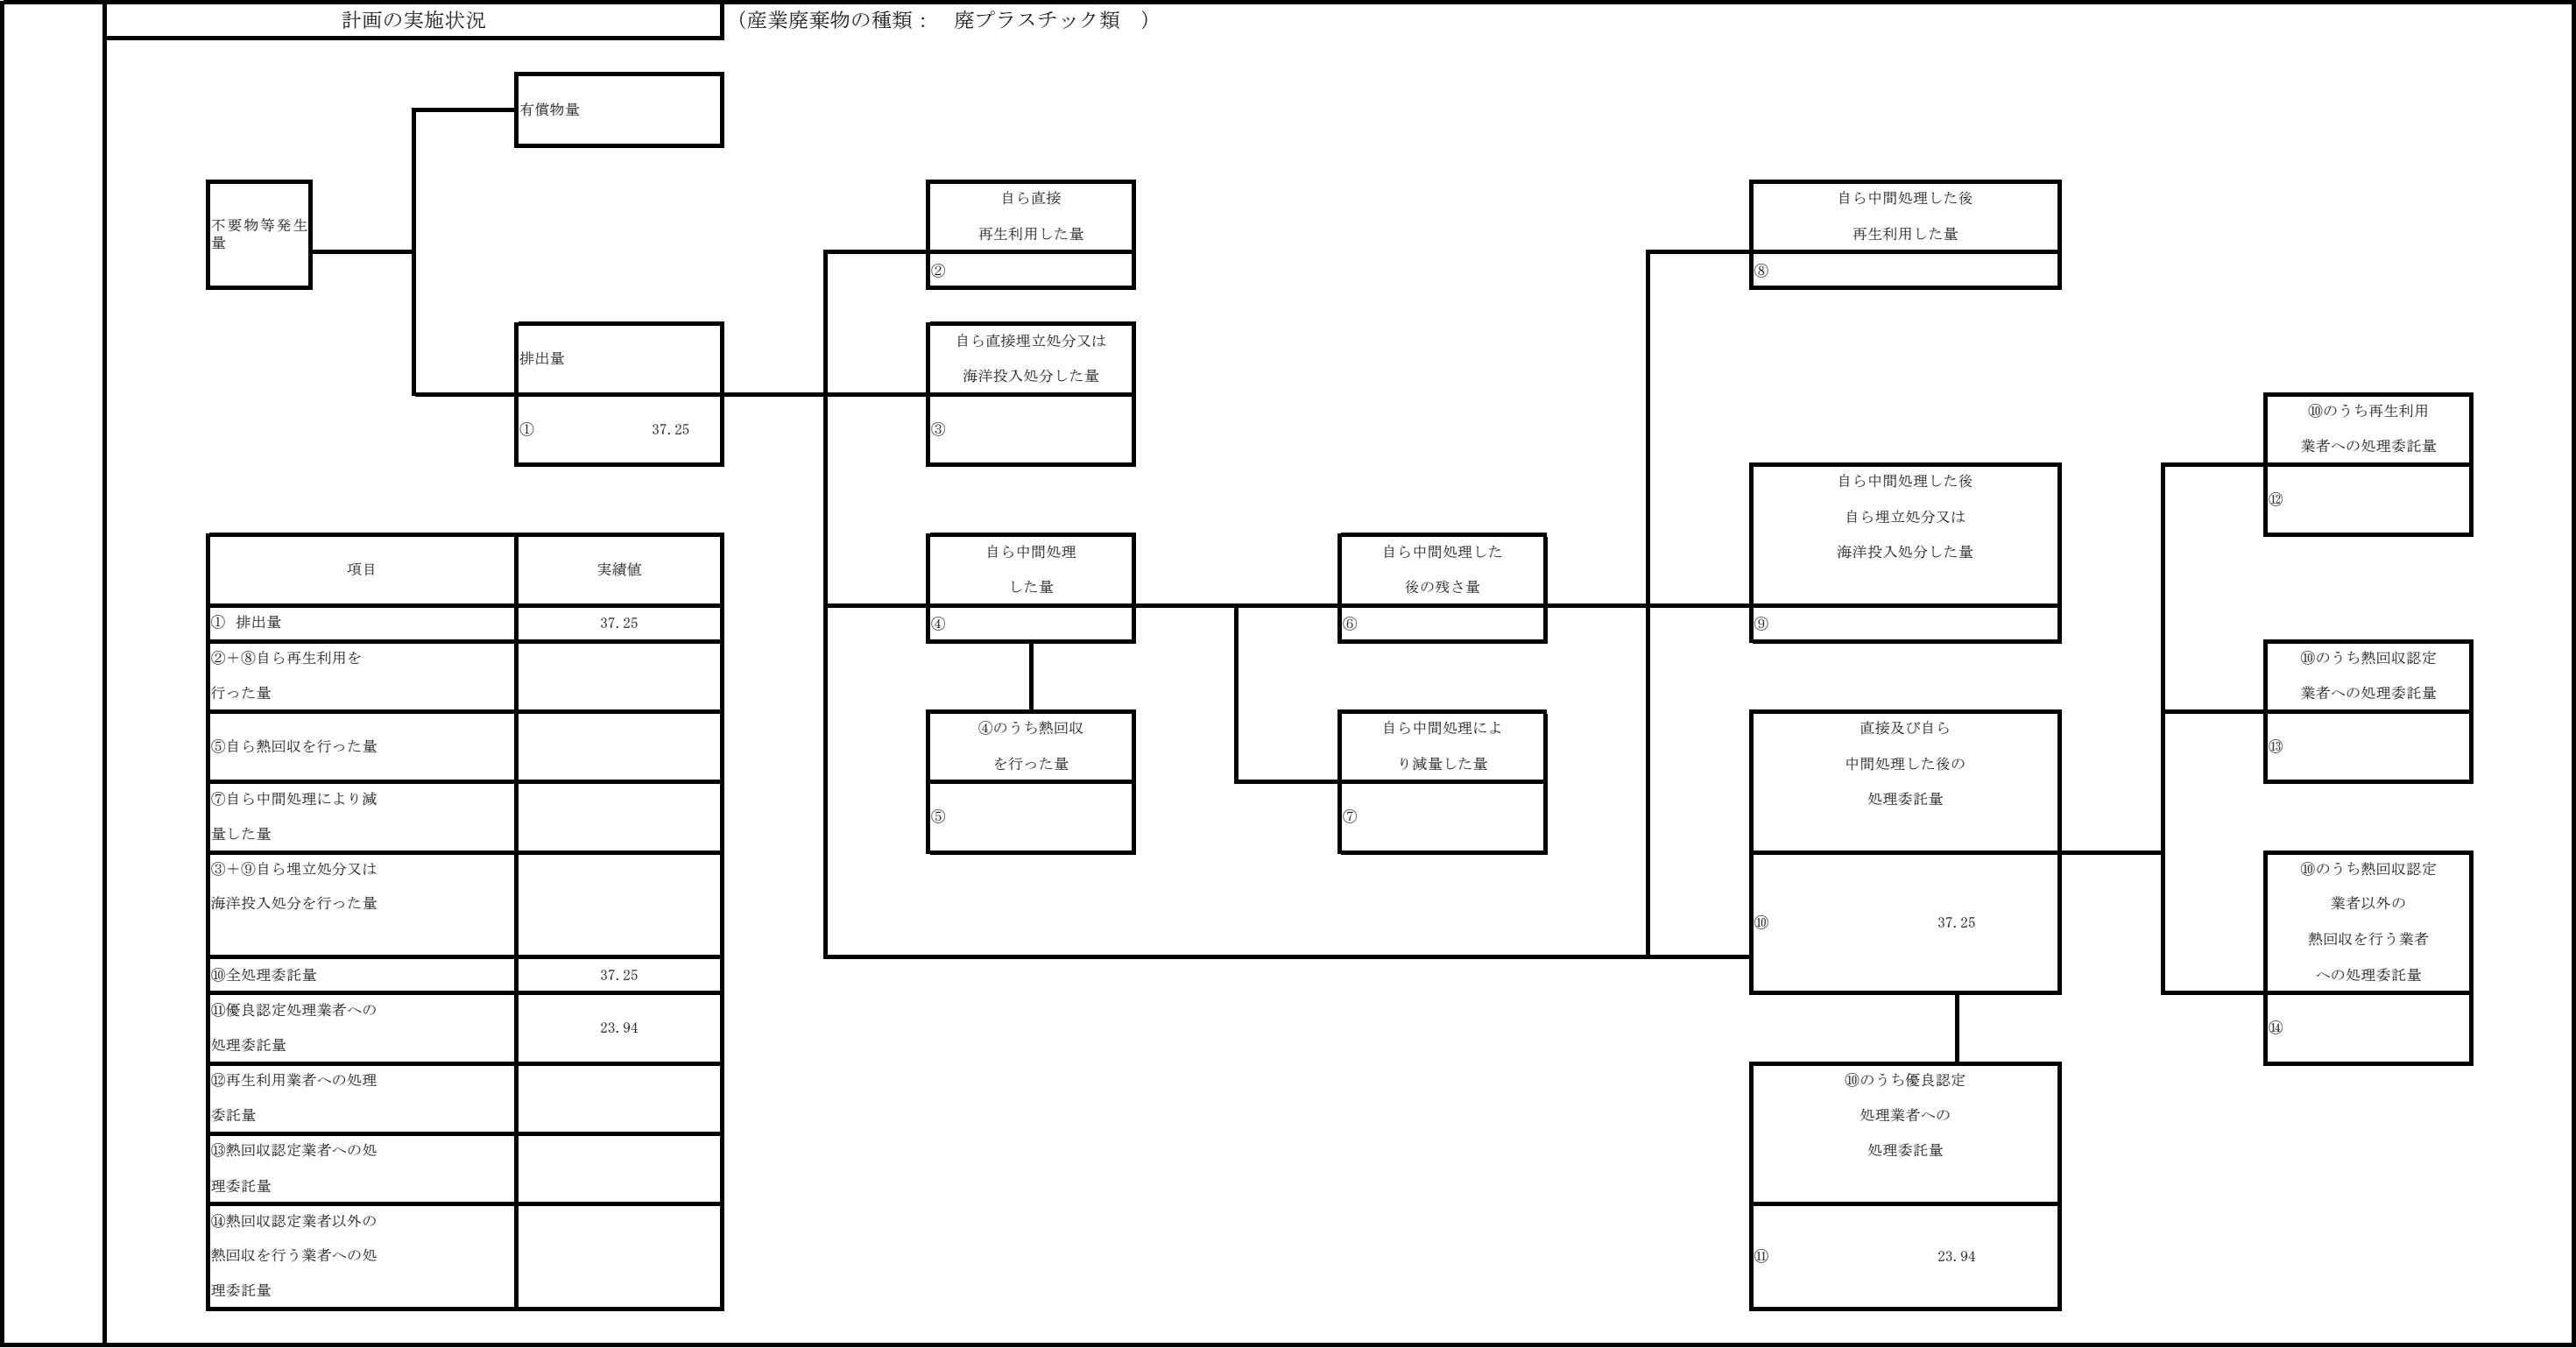 計画の実施状況
(産業廃棄物の種類： 廃プラスチック類 ）
有償物量
不要物等発生
量
自ら直接
再生利用した量
②
自ら中間処理した後
再生利用した量
⑧
排出量
① 37.25
自ら直接埋立処分又は
海洋投入処分した量
③
⑩のうち再生利用
業者への処理委託量
⑫
自ら中間処理した後
自ら埋立処分又は
海洋投入処分した量
⑨
自ら中間処理
した量
④
自ら中間処理した
後の残さ量
⑥
④のうち熱回収
を行った量
⑤
自ら中間処理によ
り減量した量
⑦
直接及び自ら
中間処理した後の
処理委託量
⑩ 37.25
⑩のうち熱回収認定
業者への処理委託量
⑬
⑩のうち熱回収認定
業者以外の
熱回収を行う業者
への処理委託量
⑭
⑩のうち優良認定
処理業者への
処理委託量
⑪ 23.94
項目 実績値
① 排出量 37.25
②＋⑧自ら再生利用を
行った量
⑤自ら熱回収を行った量
⑦自ら中間処理により減
量した量
③＋⑨自ら埋立処分又は
海洋投入処分を行った量
⑩全処理委託量 37.25
⑪優良認定処理業者への
処理委託量 23.94
⑫再生利用業者への処理
委託量
⑬熱回収認定業者への処
理委託量
⑭熱回収認定業者以外の
熱回収を行う業者への処
理委託量